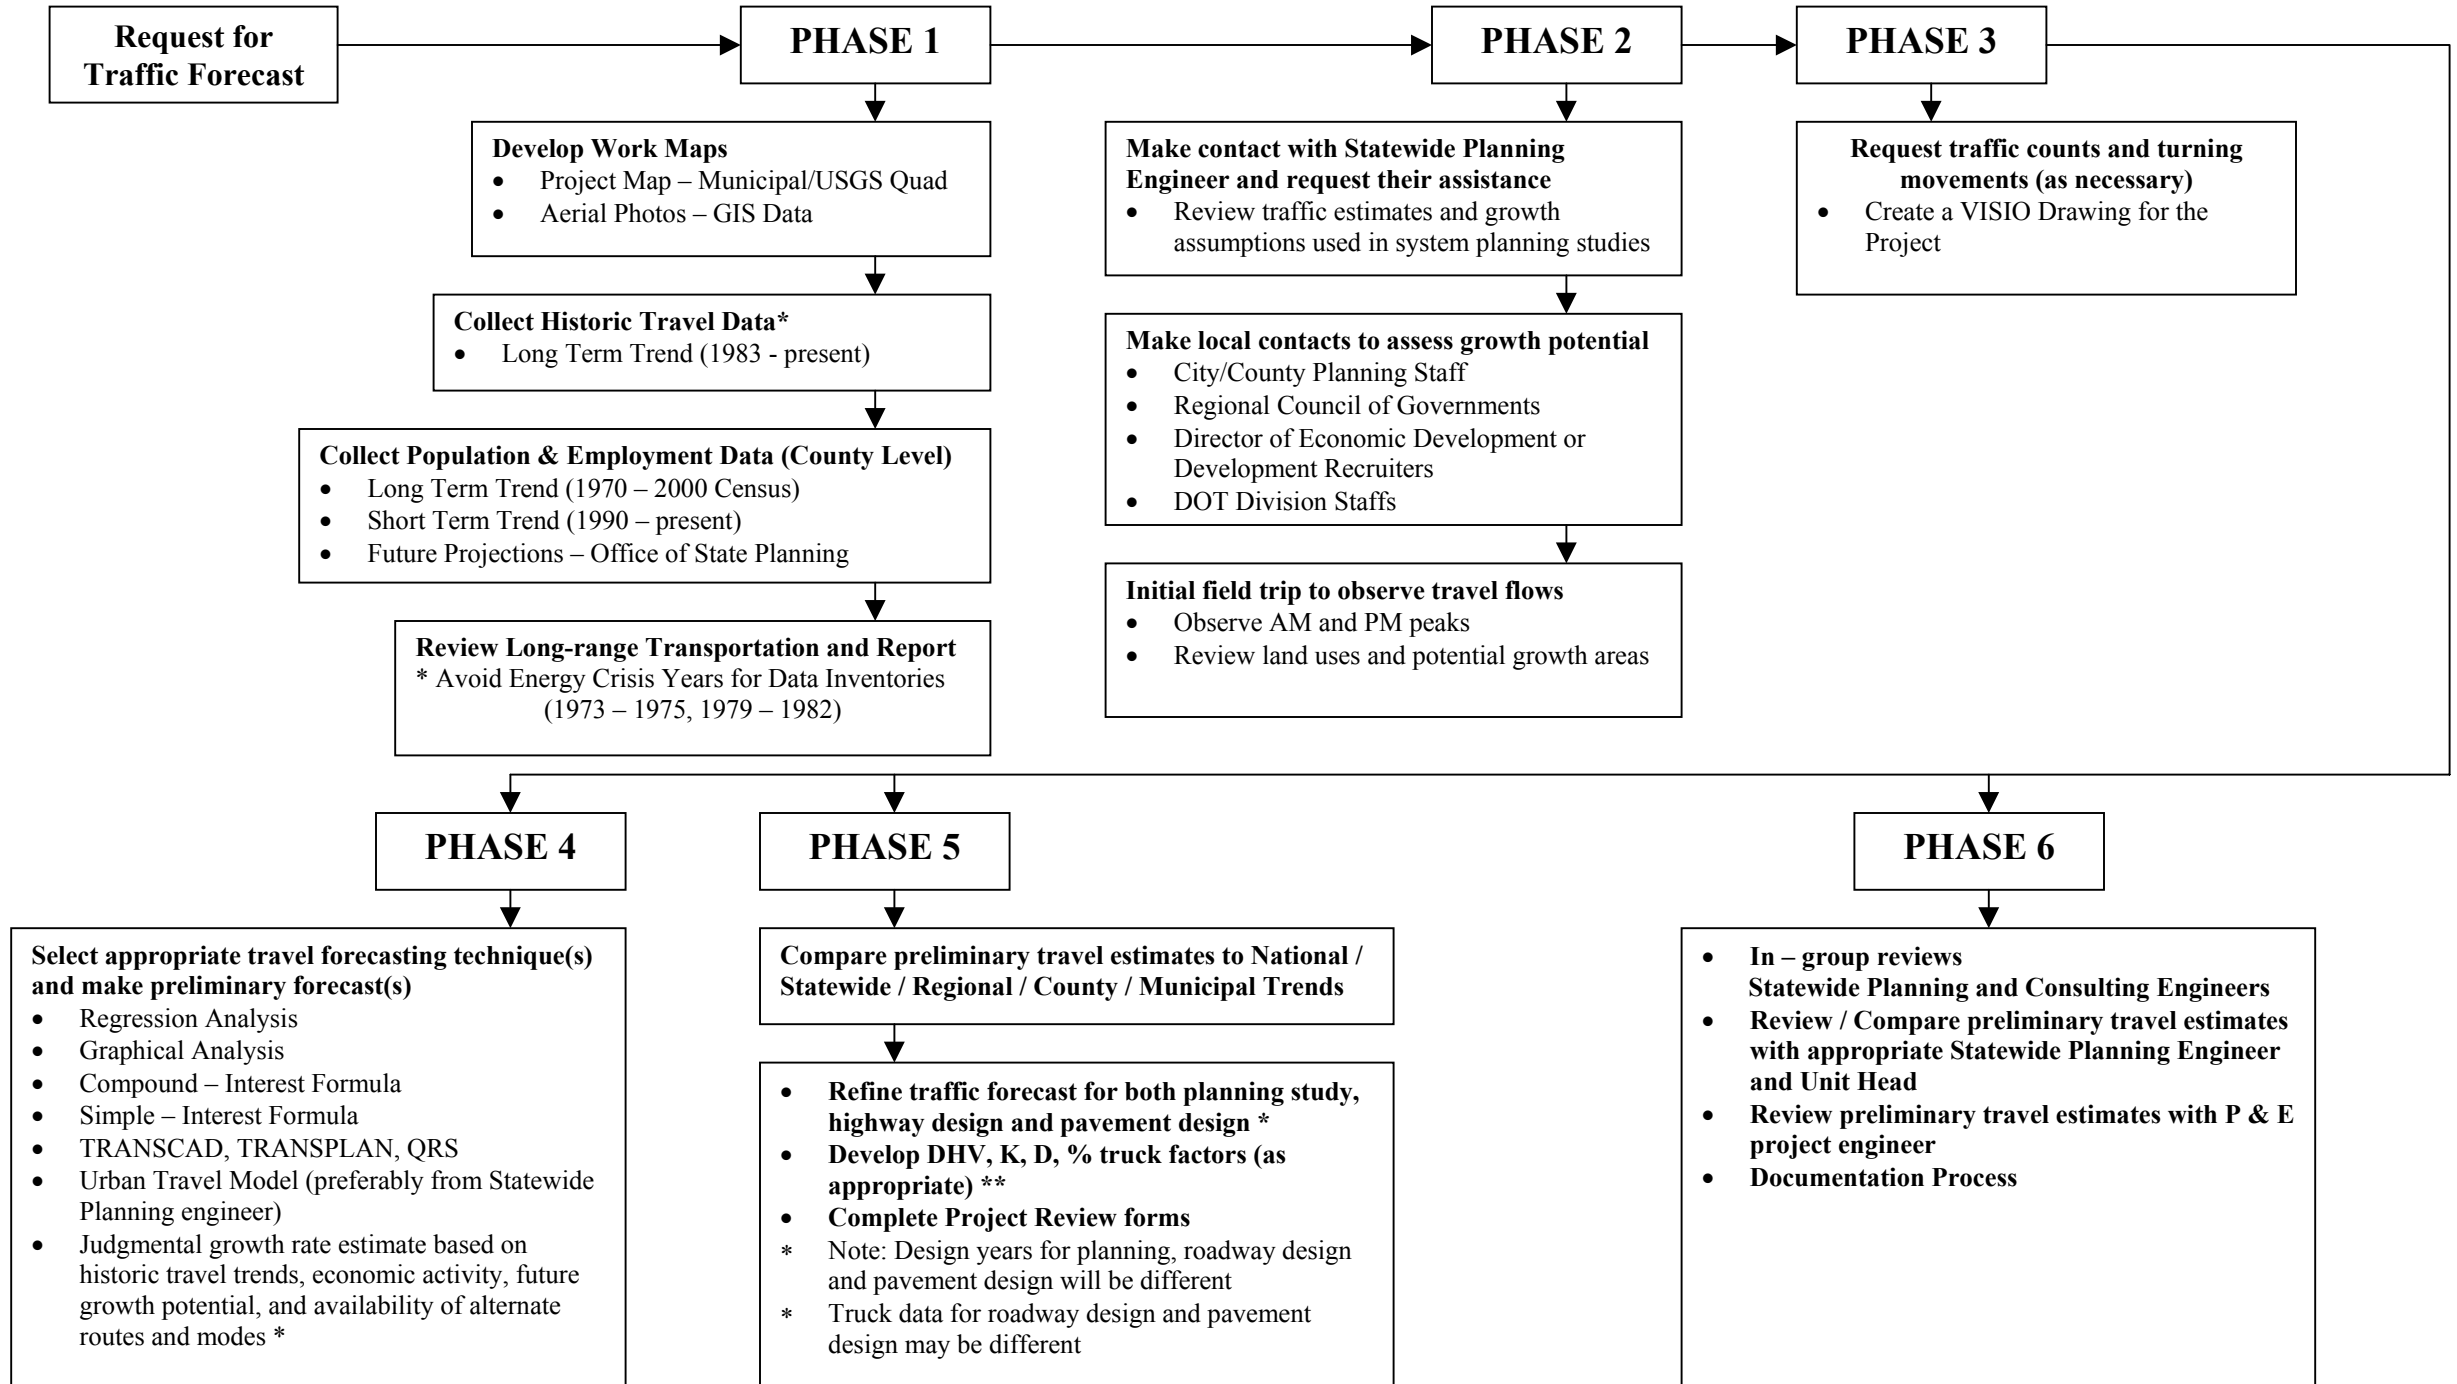 Request for
Traffic Forecast
PHASE 1
PHASE 2
PHASE 3
Develop Work Maps
• Project Map – Municipal/USGS Quad
• Aerial Photos – GIS Data
Collect Historic Travel Data*
• Long Term Trend (1983 - present)
Collect Population & Employment Data (County Level)
• Long Term Trend (1970 – 2000 Census)
• Short Term Trend (1990 – present)
• Future Projections – Office of State Planning
Review Long-range Transportation and Report
* Avoid Energy Crisis Years for Data Inventories
(1973 – 1975, 1979 – 1982)
Make contact with Statewide Planning
Engineer and request their assistance
• Review traffic estimates and growth
assumptions used in system planning studies
Make local contacts to assess growth potential
• City/County Planning Staff
• Regional Council of Governments
• Director of Economic Development or
Development Recruiters
• DOT Division Staffs
Initial field trip to observe travel flows
• Observe AM and PM peaks
• Review land uses and potential growth areas
Request traffic counts and turning
movements (as necessary)
• Create a VISIO Drawing for the
Project
PHASE 4
PHASE 5
PHASE 6
Select appropriate travel forecasting technique(s)
and make preliminary forecast(s)
• Regression Analysis
• Graphical Analysis
• Compound – Interest Formula
• Simple – Interest Formula
• TRANSCAD, TRANSPLAN, QRS
• Urban Travel Model (preferably from Statewide
Planning engineer)
• Judgmental growth rate estimate based on
historic travel trends, economic activity, future
growth potential, and availability of alternate
routes and modes *
Compare preliminary travel estimates to National /
Statewide / Regional / County / Municipal Trends
• Refine traffic forecast for both planning study,
highway design and pavement design *
• Develop DHV, K, D, % truck factors (as
appropriate) **
• Complete Project Review forms
* Note: Design years for planning, roadway design
and pavement design will be different
* Truck data for roadway design and pavement
design may be different
• In – group reviews
Statewide Planning and Consulting Engineers
• Review / Compare preliminary travel estimates
with appropriate Statewide Planning Engineer
and Unit Head
• Review preliminary travel estimates with P & E
project engineer
• Documentation Process